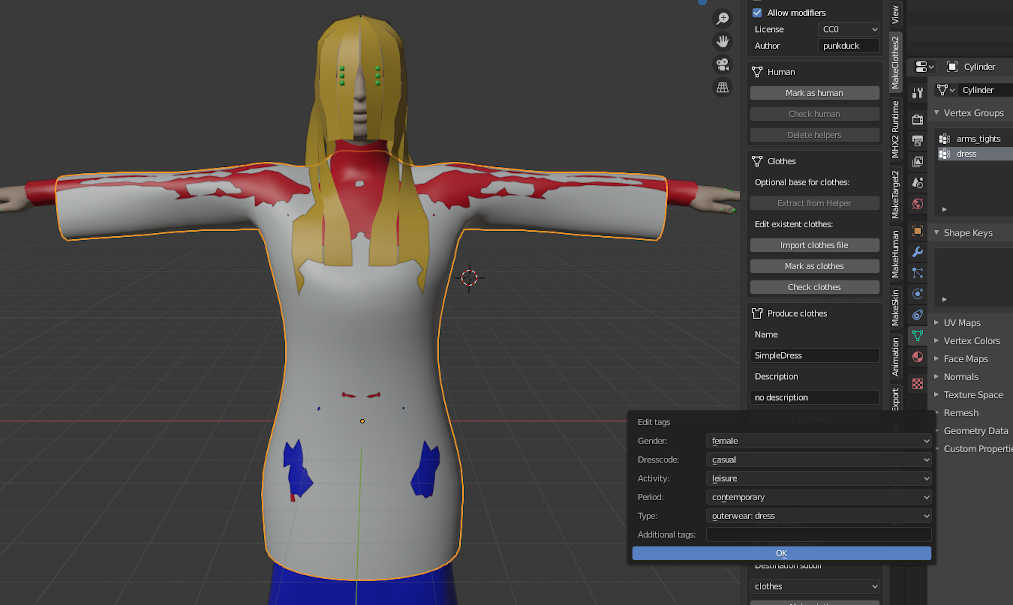 Allow modifiers
License CC0
Author punkduck
Human
Mark as human
Check human
Delete helpers
Clothes
Optional base for clothes:
Extract from Helper
Edit existent clothes:
Import clothes file
Mark as clothes
Check clothes
Produce clothes
Name
SimpleDress
Description
no description
Edit tags
Gender: female
Dresscode: casual
Activity: leisure
Period: contemporary
Type: outerwear: dress
Additional tags:
OK
clothes
View
MakeClothes2
MHX2 Runtime
MakeTarget2
MakeHuman
MakeSkin
Animation
Export
Cylinder
Cylinder
Vertex Groups
arms_tights
dress
Shape Keys
UV Maps
Vertex Colors
Face Maps
Normals
Texture Space
Remesh
Geometry Data
Custom Propertie